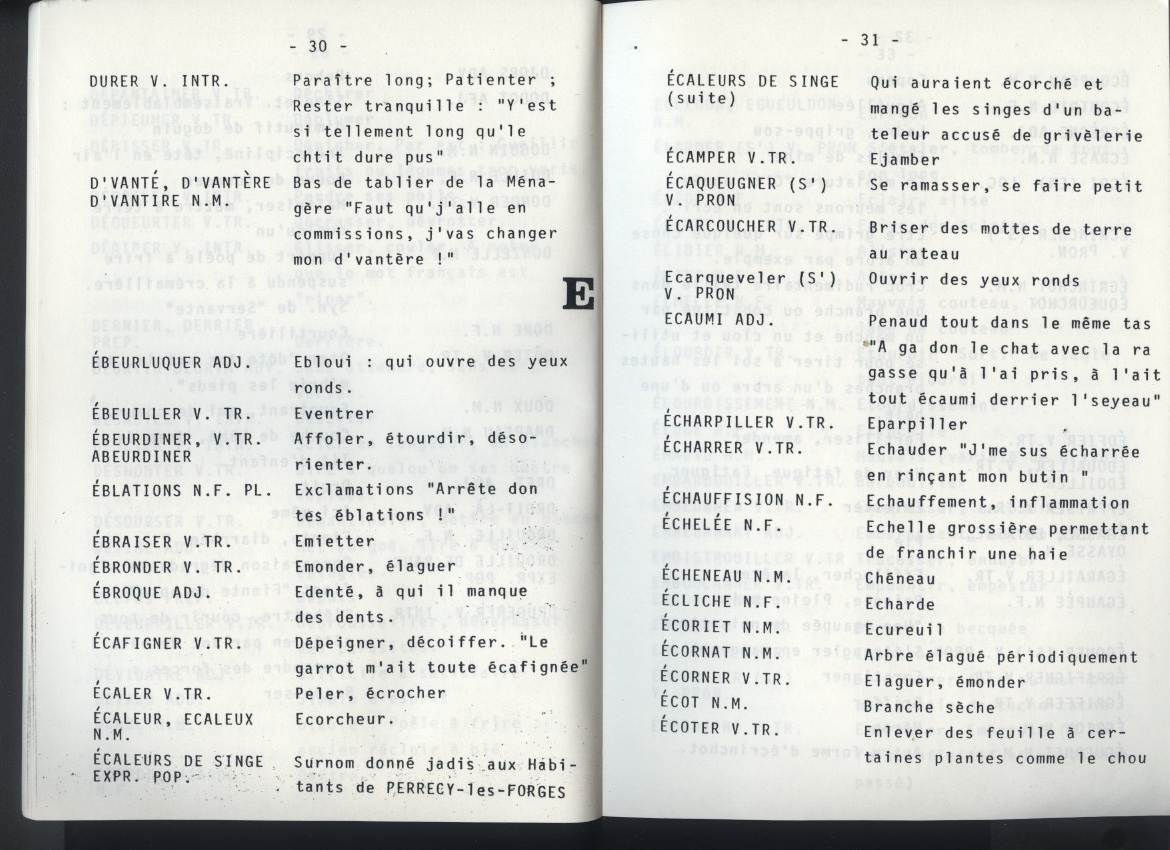 - 30 -
DURER V. INTR. Paraître long; Patienter ;
Rester tranquille : "Y'est
si tellement long qu'le
chtit dure pus"
D'VANTÉ, D'VANTÈRE Bas de tablier de la Ména-
D'VANTIRE N.M. gère "Faut qu'j'alle en
commissions, j'vas changer
mon d'vantère !"
E
ÉBEURLUQUER ADJ. Ebloui : qui ouvre des yeux
ronds.
ÉBEUILLER V. TR. Eventrer
ÉBEURDINER, V.TR. Affoler, étourdir, déso-
ABEURDINER rienter.
ÉBLATIONS N.F. PL. Exclamations "Arrête don
tes éblations !"
ÉBRAISER V.TR. Emietter
ÉBRONDER V.TR. Emonder, élaguer
ÉBROQUE ADJ. Edenté, à qui il manque
des dents.
ÉCAFIGNER V.TR. Dépeigner, décoiffer. "Le
garrot m'ait toute écafignée"
ÉCALER V.TR. Peler, écrocher
ÉCALEUR, ECALEUX Ecorcheur.
N.M.
ÉCALEURS DE SINGE Surnom donné jadis aux Habi-
EXPR. POP. tants de PERRECY-les-FORGES
- 31 -
ÉCALEURS DE SINGE Qui auraient écorché et
(suite) mangé les singes d'un ba-
teleur accusé de grivèlerie
ÉCAMPER V.TR. Ejamber
ÉCAQUEUGNER (S') Se ramasser, se faire petit
V. PRON
ÉCARCOUCHER V.TR. Briser des mottes de terre
au rateau
Ecarqueveler (S') Ouvrir des yeux ronds
V. PRON
ÉCAUMI ADJ. Penaud tout dans le même tas
"A ga don le chat avec la ra
gasse qu'à l'ai pris, à l'ait
tout écaumi derrier l'seyeau"
ÉCHARPILLER V.TR. Eparpiller
ÉCHARRER V.TR. Echauder "J'me sus écharrée
en rinçant mon butin "
ÉCHAUFFISION N.F. Echauffement, inflammation
ÉCHELÉE N.F. Echelle grossière permettant
de franchir une haie
ÉCHENEAU N.M. Chéneau
ÉCLICHE N.F. Echarde
ÉCORIET N.M. Ecureuil
ÉCORNAT N.M. Arbre élagué périodiquement
ÉCORNER V.TR. Elaguer, émonder
ÉCOT N.M. Branche sèche
ÉCOTER V.TR. Enlever des feuille à cer-
taines plantes comme le chou